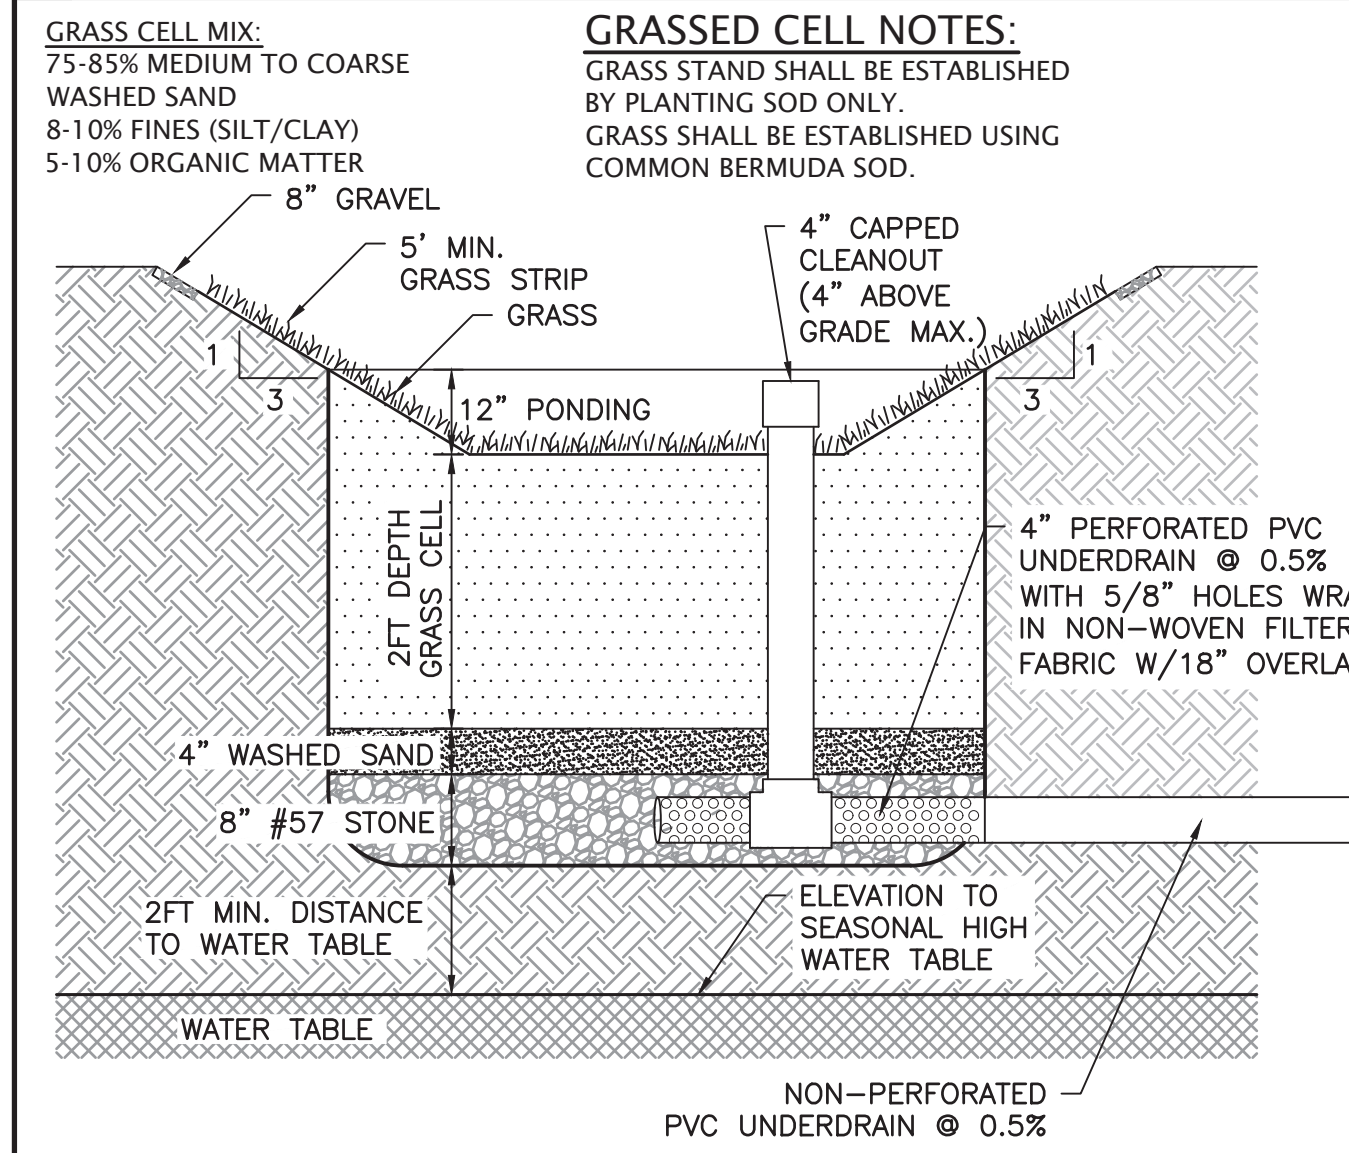 GRASS CELL MIX:
75-85% MEDIUM TO COARSE
WASHED SAND
8-10% FINES (SILT/CLAY)
5-10% ORGANIC MATTER
GRASSED CELL NOTES:
GRASS STAND SHALL BE ESTABLISHED
BY PLANTING SOD ONLY.
GRASS SHALL BE ESTABLISHED USING
COMMON BERMUDA SOD.
8” GRAVEL
5’ MIN.
GRASS STRIP
GRASS
4” CAPPED
CLEANOUT
(4” ABOVE
GRADE MAX.)
1
3
1
3
12” PONDING
2FT DEPTH
GRASS CELL
4” PERFORATED PVC
UNDERDRAIN @ 0.5%
WITH 5/8” HOLES
IN NON–WOVEN FILTER
FABRIC W/18”
4” WASHED SAND
8” #57 STONE
2FT MIN. DISTANCE
TO WATER TABLE
ELEVATION TO
SEASONAL HIGH
WATER TABLE
WATER TABLE
NON–PERFORATED
PVC UNDERDRAIN @ 0.5%